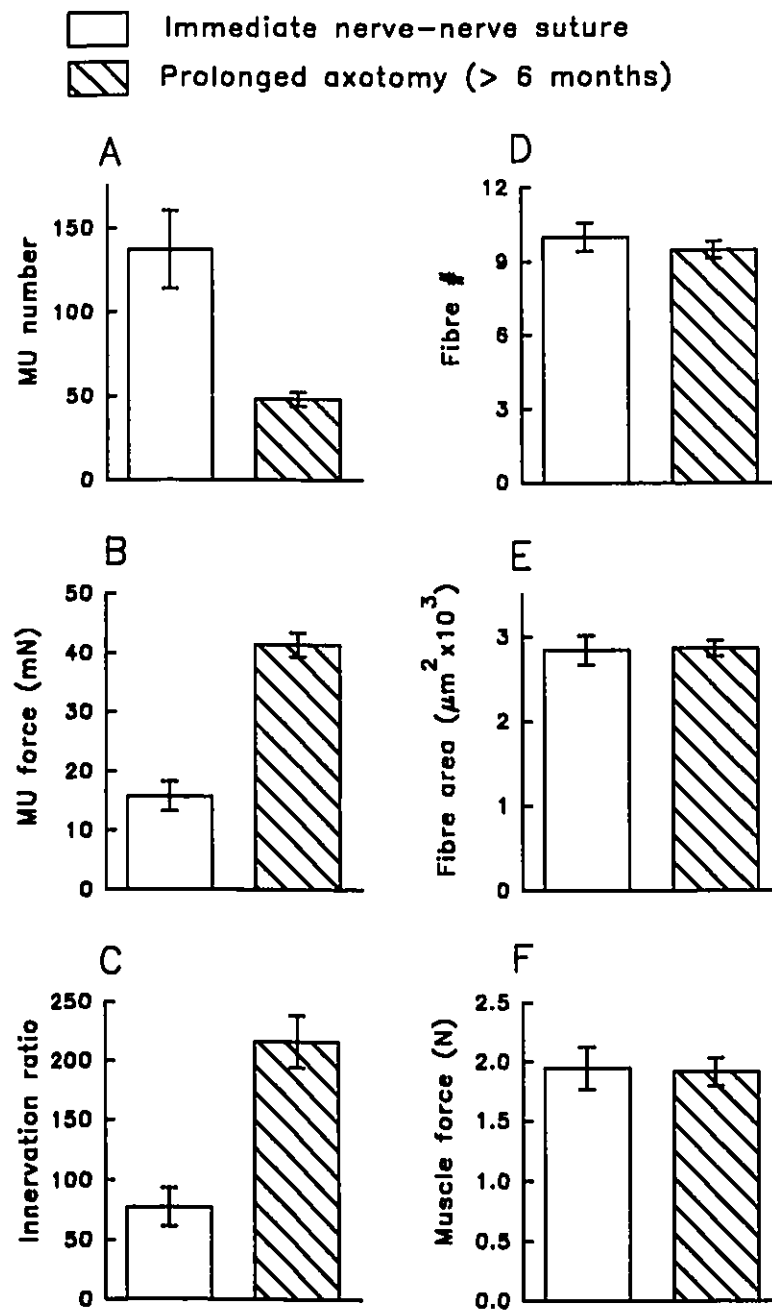 Immediate nerve-nerve suture
Prolonged axotomy (> 6 months)
A
MU number
150
100
50
0
B
MU force (mN)
50
40
30
20
10
0
C
Innervation ratio
250
200
150
100
50
0
D
Fibre #
12
9
6
3
0
E
Fibre area (μm² x10³)
3
2
1
0
F
Muscle force (N)
2.5
2.0
1.5
1.0
0.5
0.0